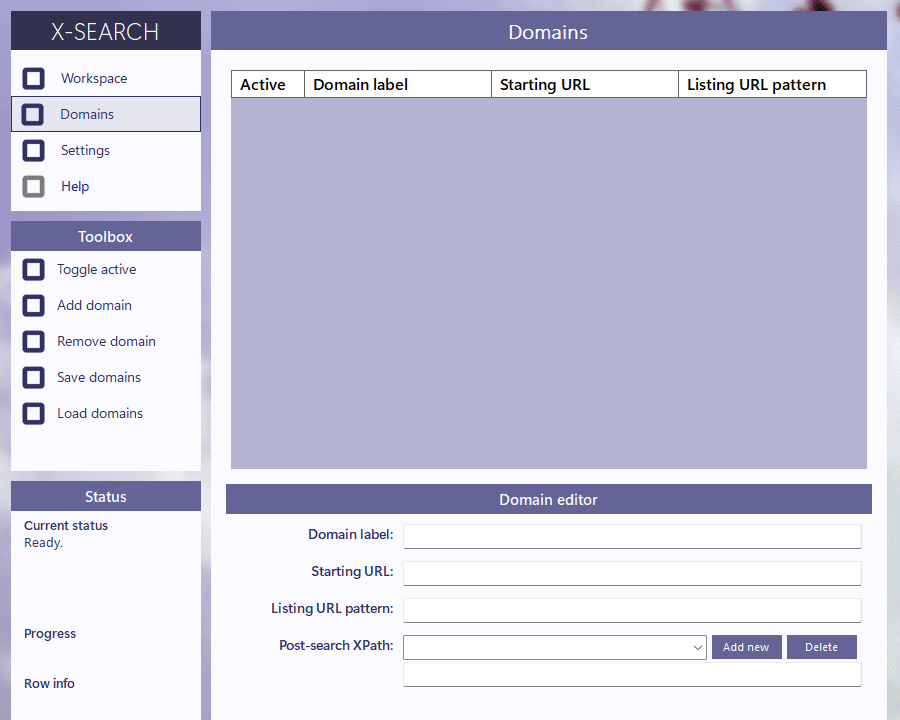 X-SEARCH
Workspace
Domains
Settings
Help
Toolbox
Toggle active
Add domain
Remove domain
Save domains
Load domains
Status
Current status
Ready.
Progress
Row info
Domains
Active Domain label Starting URL Listing URL pattern
Domain editor
Domain label:
Starting URL:
Listing URL pattern:
Post-search XPath: Add new Delete